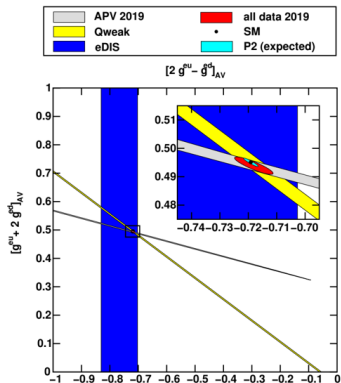 APV 2019
all data 2019
Qweak
SM
eDIS
P2 (expected)
[2 g^eu – g^ed]_AV
1
0.9
0.8
0.7
0.6
0.5
0.4
0.3
0.2
0.1
0
[g^eu + 2 g^ed]_AV
0.51
0.5
0.49
0.48
−0.74 −0.73 −0.72 −0.71 −0.70
−1 −0.9 −0.8 −0.7 −0.6 −0.5 −0.4 −0.3 −0.2 −0.1 0